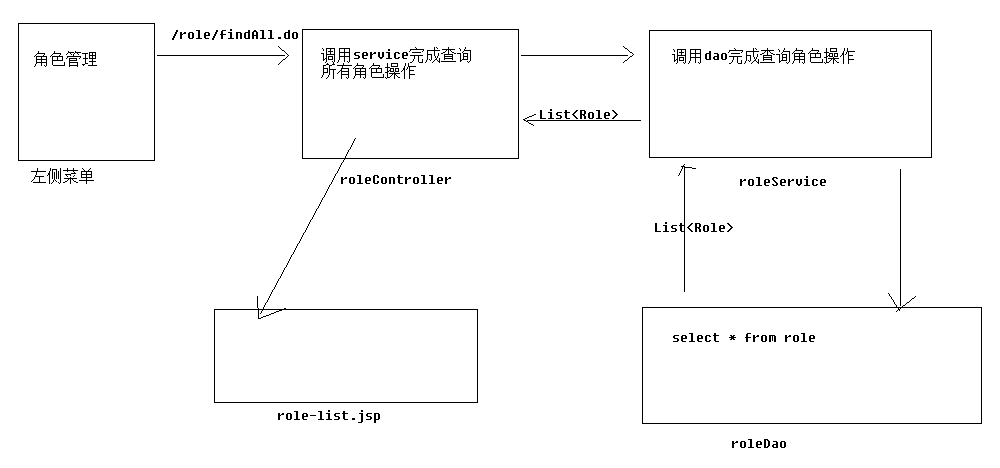 角色管理
左侧菜单
/role/findAll.do
调用service完成查询
所有角色操作
roleController
List<Role>
调用dao完成查询角色操作
roleService
List<Role>
select * from role
roleDao
role-list.jsp